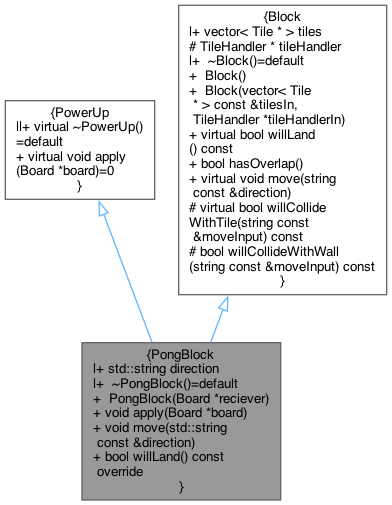 {Block
|+ vector< Tile * > tiles
# TileHandler * tileHandler
|+  ~Block()=default
+  Block()
+  Block(vector< Tile
* > const &tilesIn,
TileHandler *tileHandlerIn)
+ virtual bool willLand
() const
+ bool hasOverlap()
+ virtual void move(string
const &direction)
# virtual bool willCollide
WithTile(string const
&moveInput) const
# bool willCollideWithWall
(string const &moveInput) const
}
{PowerUp
||+ virtual ~PowerUp()
=default
+ virtual void apply
(Board *board)=0
}
{PongBlock
|+ std::string direction
|+  ~PongBlock()=default
+  PongBlock(Board *reciever)
+ void apply(Board *board)
+ void move(std::string
const &direction)
+ bool willLand() const
override
}